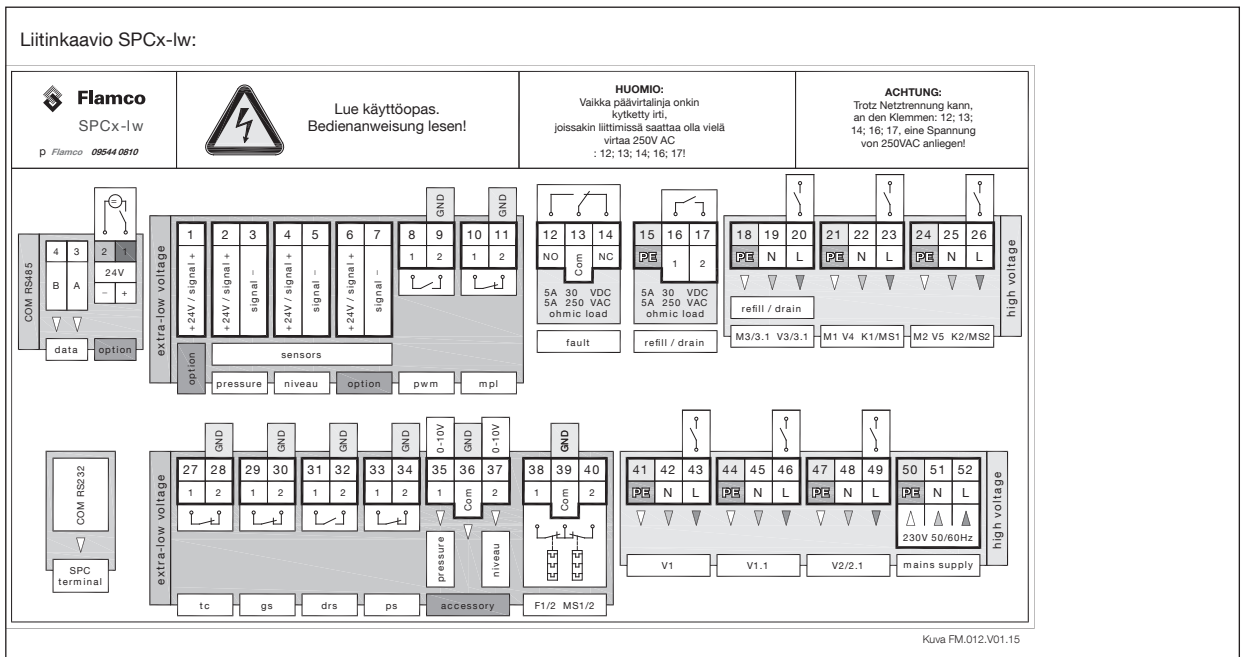 Liitinkaavio SPCx-lw:
Flamco
SPCx-lw
p Flamco 09544 0810
Lue käyttöopas.
Bedienanweisung lesen!
HUOMIO:
Vaikka päävirtalinja onkin
kytketty irti,
joissakin liittimissä saattaa olla vielä
virtaa 250V AC
: 12; 13; 14; 16; 17!
ACHTUNG:
Trotz Netztrennung kann,
an den Klemmen: 12; 13;
14; 16; 17, eine Spannung
von 250VAC anliegen!
COM RS485
4 3 2 1
B A 24V
− +
data option
extra-low voltage
GND GND
1 2 3 4 5 6 7 8 9 10 11
+24V / signal + +24V / signal + signal − +24V / signal + signal − +24V / signal + signal − 1 2 1 2
option sensors
pressure niveau option pwm mpl
12 13 14
NO Com NC
5A 30 VDC
5A 250 VAC
ohmic load
fault
15 16 17
PE 1 2
5A 30 VDC
5A 250 VAC
ohmic load
refill / drain
18 19 20 21 22 23 24 25 26
PE N L PE N L PE N L
refill / drain
M3/3.1 V3/3.1 M1 V4 K1/MS1 M2 V5 K2/MS2
high voltage
COM RS232
SPC
terminal
extra-low voltage
GND GND GND GND 0-10V GND 0-10V GND
27 28 29 30 31 32 33 34 35 36 37 38 39 40
1 2 1 2 1 2 1 2 1 Com 2 1 Com 2
pressure niveau
tc gs drs ps accessory F1/2 MS1/2
41 42 43 44 45 46 47 48 49 50 51 52
PE N L PE N L PE N L PE N L
230V 50/60Hz
V1 V1.1 V2/2.1 mains supply
high voltage
Kuva FM.012.V01.15